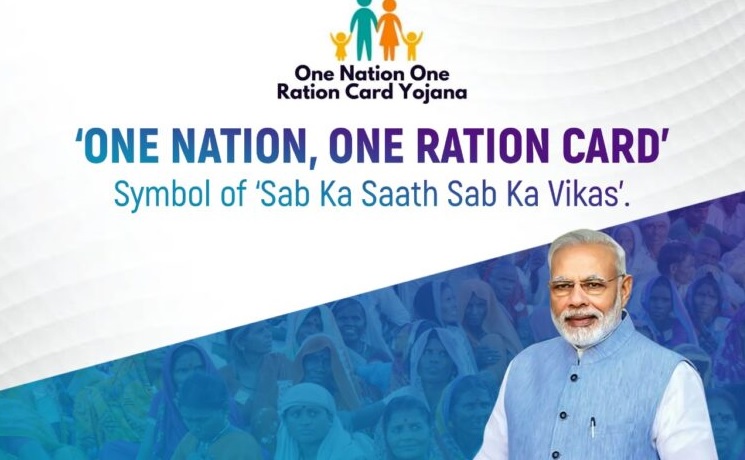 One Nation One
Ration Card Yojana
‘ONE NATION, ONE RATION CARD’
Symbol of ‘Sab Ka Saath Sab Ka Vikas’.